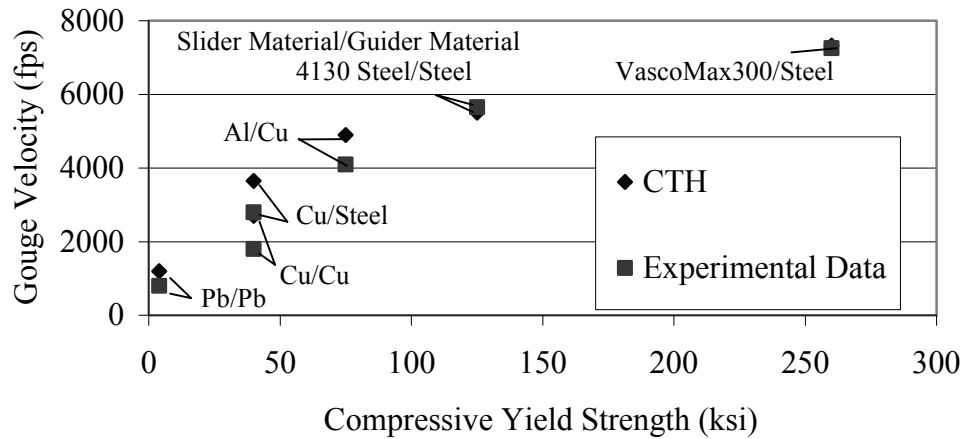 8000
6000
4000
2000
0
Gouge Velocity (fps)
Slider Material/Guider Material
4130 Steel/Steel
VascoMax300/Steel
Al/Cu
Cu/Steel
Cu/Cu
Pb/Pb
CTH
Experimental Data
0 50 100 150 200 250 300
Compressive Yield Strength (ksi)